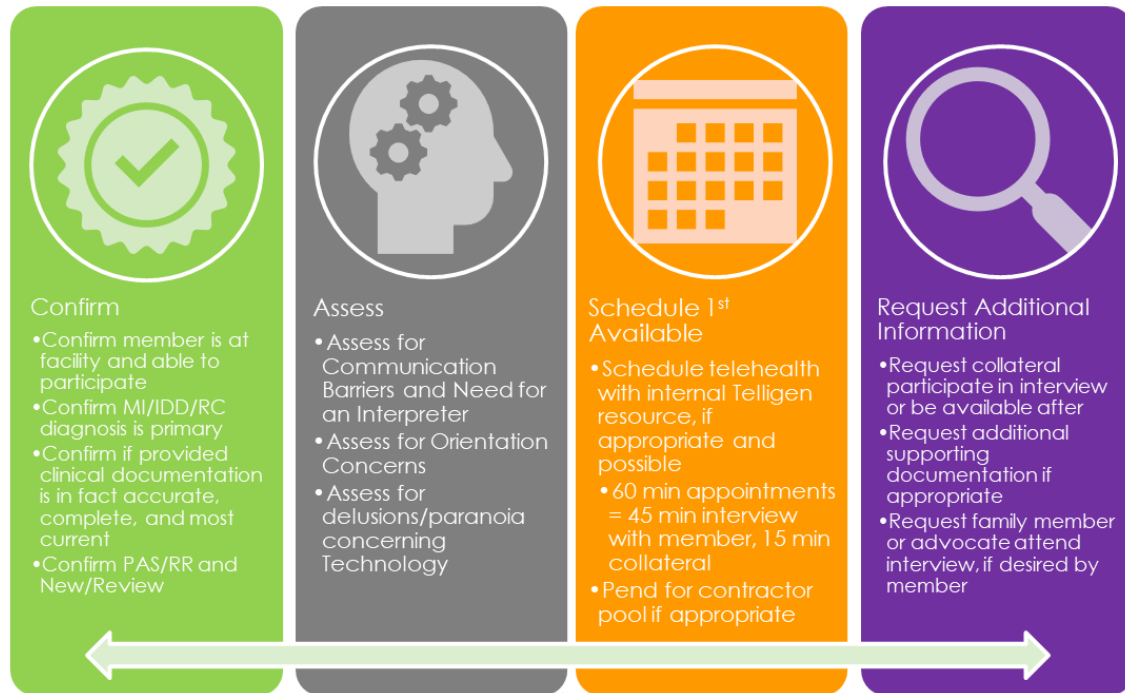 Confirm
•Confirm member is at
facility and able to
participate
•Confirm MI/IDD/RC
diagnosis is primary
•Confirm if provided
clinical documentation
is in fact accurate,
complete, and most
current
•Confirm PAS/RR and
New/Review
Assess
•Assess for
Communication
Barriers and Need for
an Interpreter
•Assess for Orientation
Concerns
•Assess for
delusions/paranoia
concerning
Technology
Schedule 1st
Available
•Schedule telehealth
with internal Telligen
resource, if
appropriate and
possible
•60 min appointments
= 45 min interview
with member, 15 min
collateral
•Pend for contractor
pool if appropriate
Request Additional
Information
•Request collateral
participate in interview
or be available after
•Request additional
supporting
documentation if
appropriate
•Request family member
or advocate attend
interview, if desired by
member